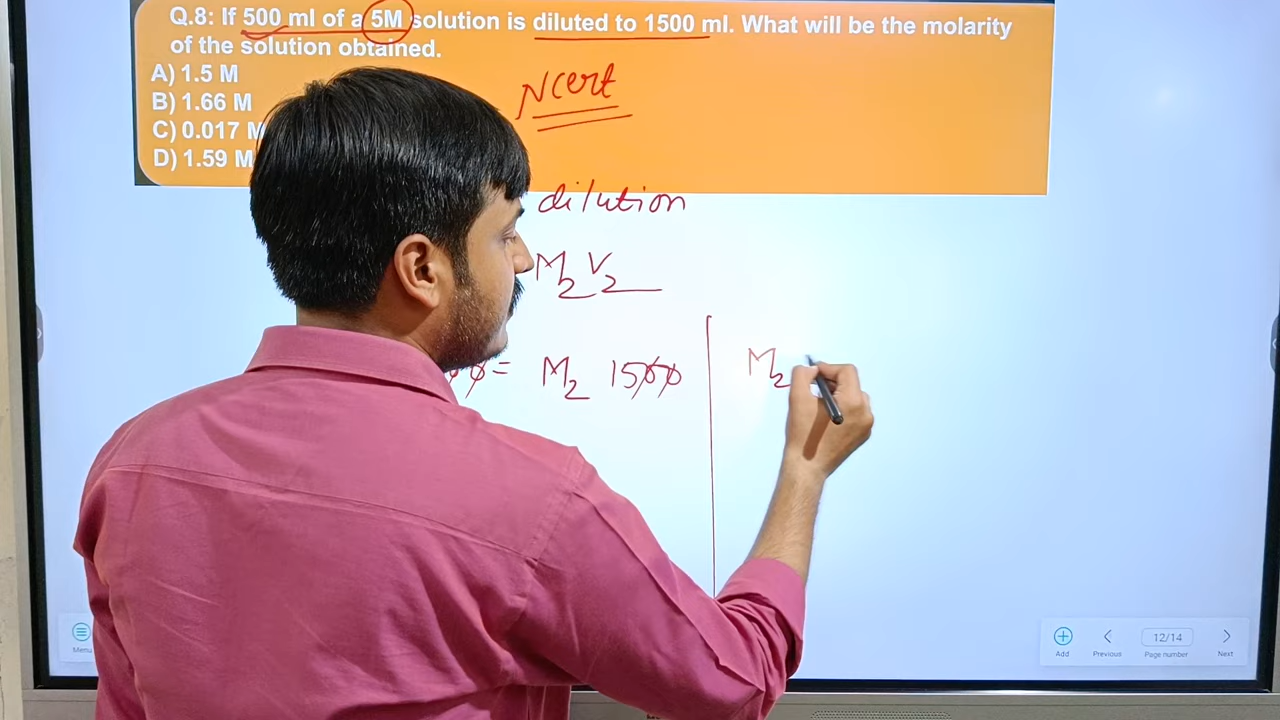 Q.8: If 500 ml of a 5M solution is diluted to 1500 ml. What will be the molarity
of the solution obtained.
A) 1.5 M
B) 1.66 M
C) 0.017 M
D) 1.59 M
Ncert
dilution
M2 V2
= M2 1500
M2
Menu
Add
Previous
12/14
Page number
Next